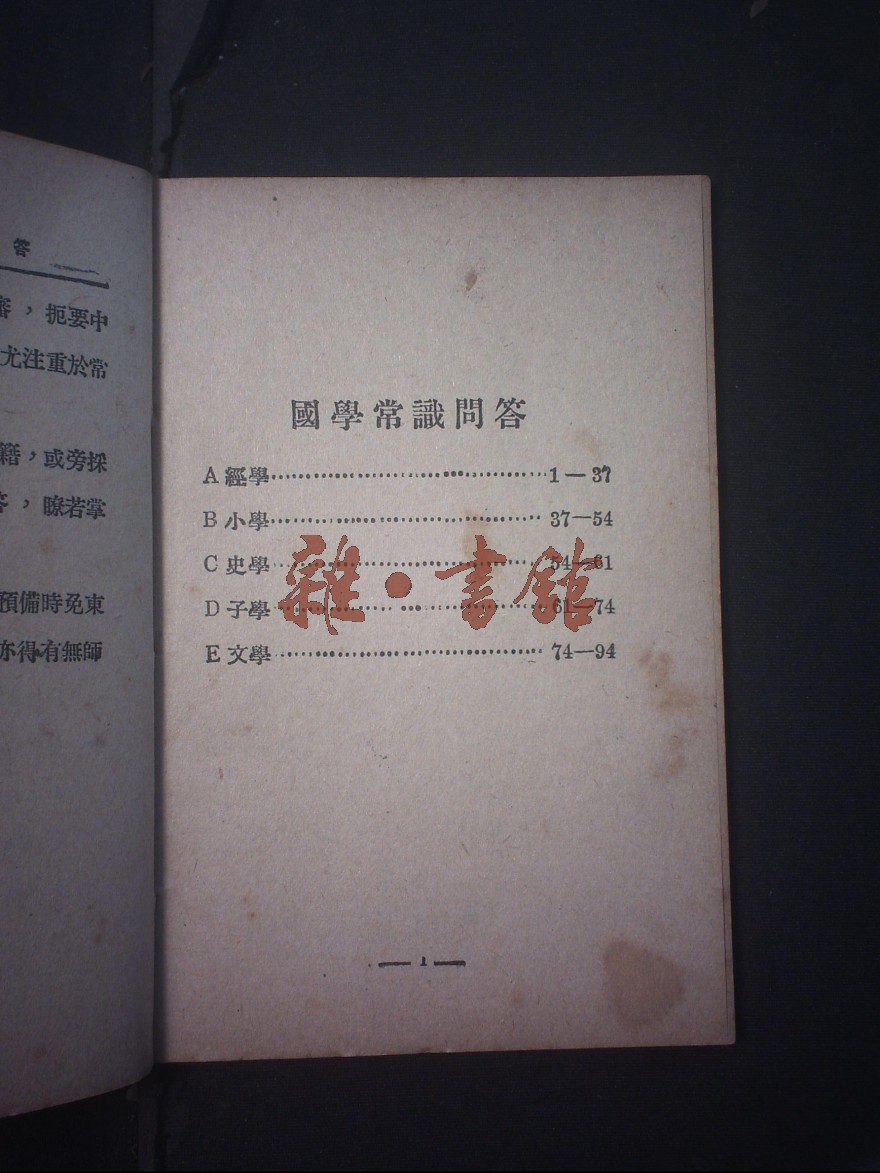 答
審，扼要中
尤注重於常
籍，或旁採
答，瞭若掌
預備時免東
亦得有無師
國學常識問答
A 經學 1—37
B 小學 37—54
C 史學 54—61
D 子學 61—74
E 文學 74—94
雜·書館
— 1 —